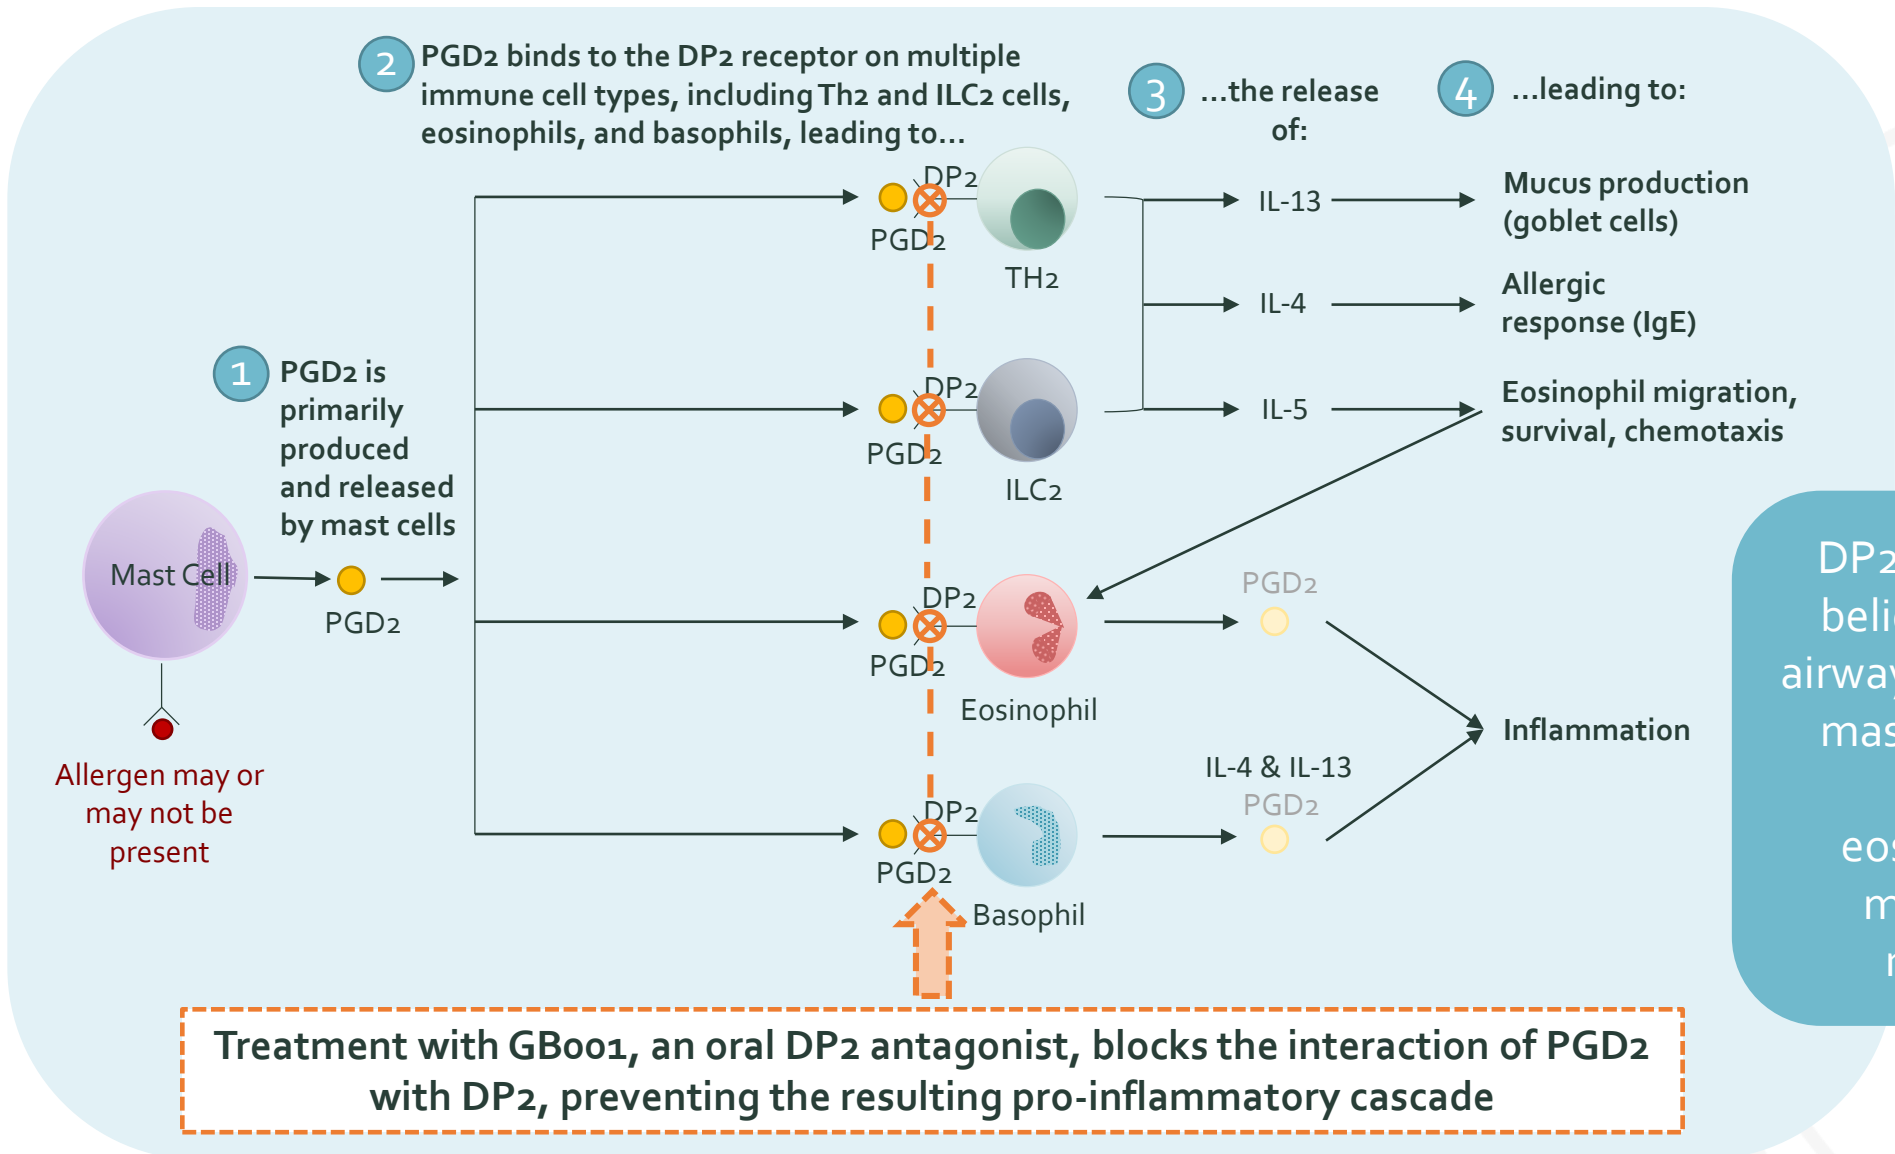 2
PGD2 binds to the DP2 receptor on multiple
immune cell types, including Th2 and ILC2 cells,
eosinophils, and basophils, leading to...
3
...the release
of:
4
...leading to:
DP2
PGD2
TH2
IL-13
Mucus production
(goblet cells)
IL-4
Allergic
response (IgE)
1
PGD2 is
primarily
produced
and released
by mast cells
DP2
PGD2
ILC2
IL-5
Eosinophil migration,
survival, chemotaxis
Mast Cell
PGD2
Allergen may or
may not be
present
DP2
PGD2
Eosinophil
PGD2
Inflammation
DP2
PGD2
Basophil
IL-4 & IL-13
PGD2
DP2
Treatment with GB001, an oral DP2 antagonist, blocks the interaction of PGD2
with DP2, preventing the resulting pro-inflammatory cascade